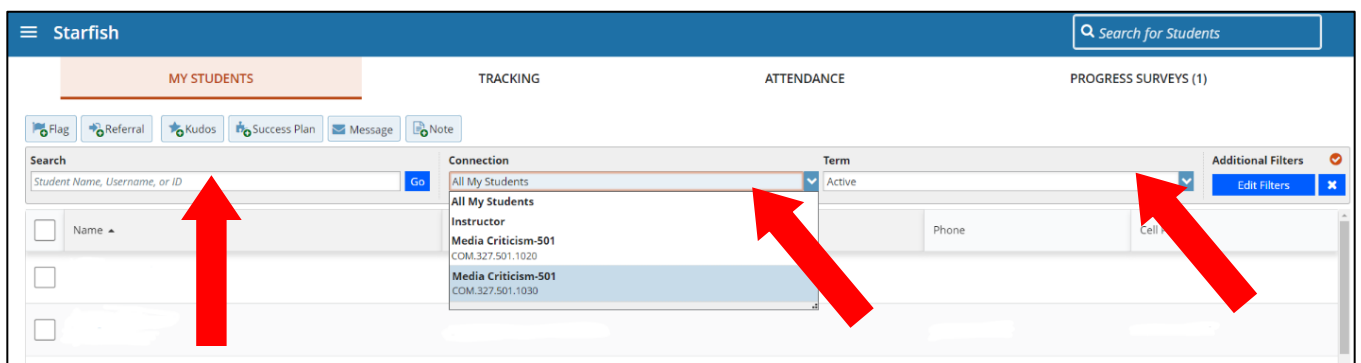 Starfish
Search for Students
MY STUDENTS TRACKING ATTENDANCE PROGRESS SURVEYS (1)
Flag Referral Kudos Success Plan Message Note
Search Connection Term Additional Filters
Student Name, Username, or ID Go All My Students Active Edit Filters
All My Students
Instructor
Media Criticism-501
COM.327.501.1020
Media Criticism-501
COM.327.501.1030
Name Phone Cell